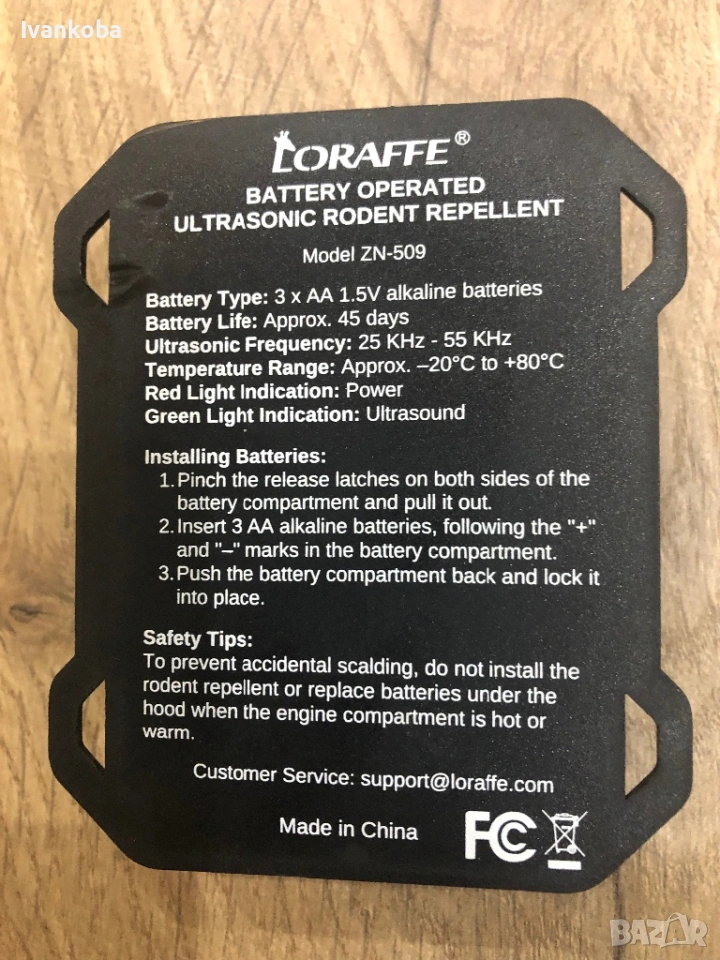 Ivankoba
LORAFFE®
BATTERY OPERATED
ULTRASONIC RODENT REPELLENT
Model ZN-509
Battery Type: 3 x AA 1.5V alkaline batteries
Battery Life: Approx. 45 days
Ultrasonic Frequency: 25 KHz - 55 KHz
Temperature Range: Approx. –20°C to +80°C
Red Light Indication: Power
Green Light Indication: Ultrasound
Installing Batteries:
1. Pinch the release latches on both sides of the
battery compartment and pull it out.
2. Insert 3 AA alkaline batteries, following the "+"
and "–" marks in the battery compartment.
3. Push the battery compartment back and lock it
into place.
Safety Tips:
To prevent accidental scalding, do not install the
rodent repellent or replace batteries under the
hood when the engine compartment is hot or
warm.
Customer Service: support@loraffe.com
Made in China
FC
BAZAR